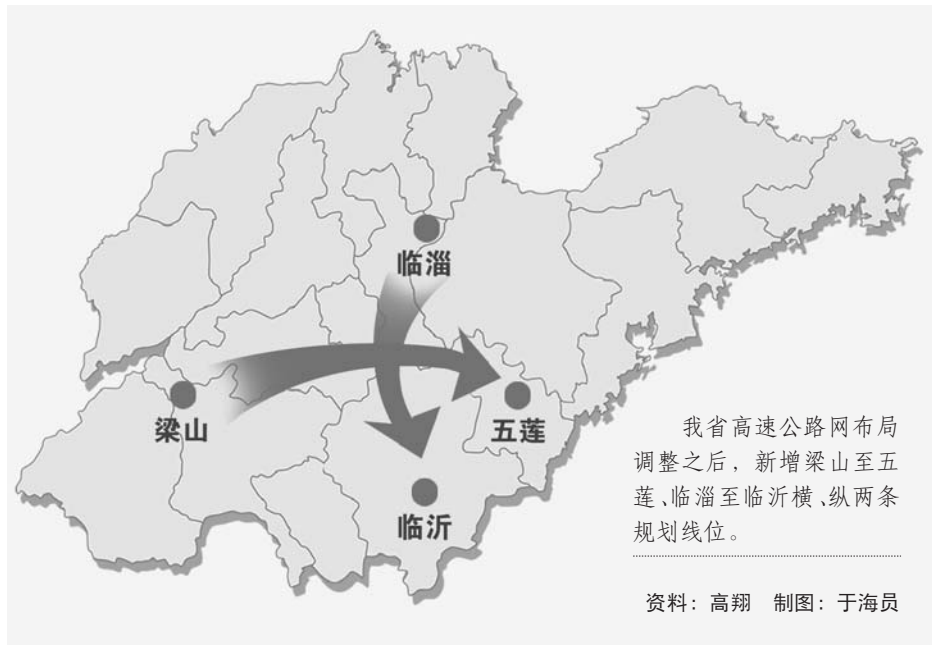 临淄
梁山
五莲
临沂
我省高速公路网布局
调整之后，新增梁山至五
莲、临淄至临沂横、纵两条
规划线位。
资料：高翔　制图：于海员